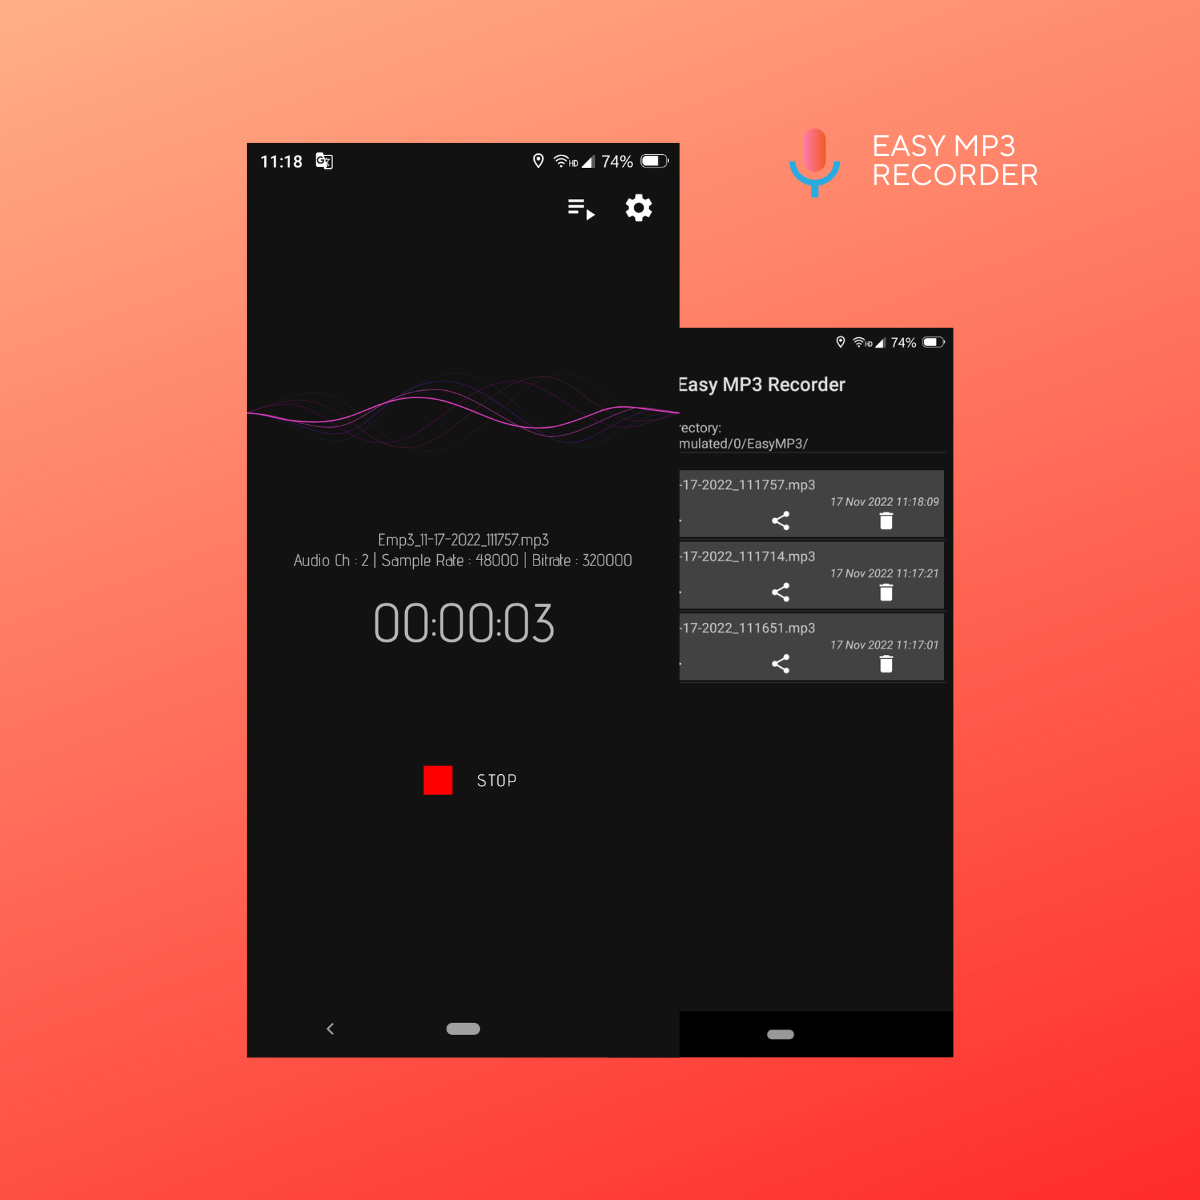 EASY MP3
RECORDER
11:18
HD
74%
Emp3_11-17-2022_111757.mp3
Audio Ch : 2 | Sample Rate : 48000 | Bitrate : 320000
00:00:03
STOP
HD
74%
Easy MP3 Recorder
rectory:
mulated/0/EasyMP3/
-17-2022_111757.mp3
17 Nov 2022 11:18:09
-17-2022_111714.mp3
17 Nov 2022 11:17:21
-17-2022_111651.mp3
17 Nov 2022 11:17:01